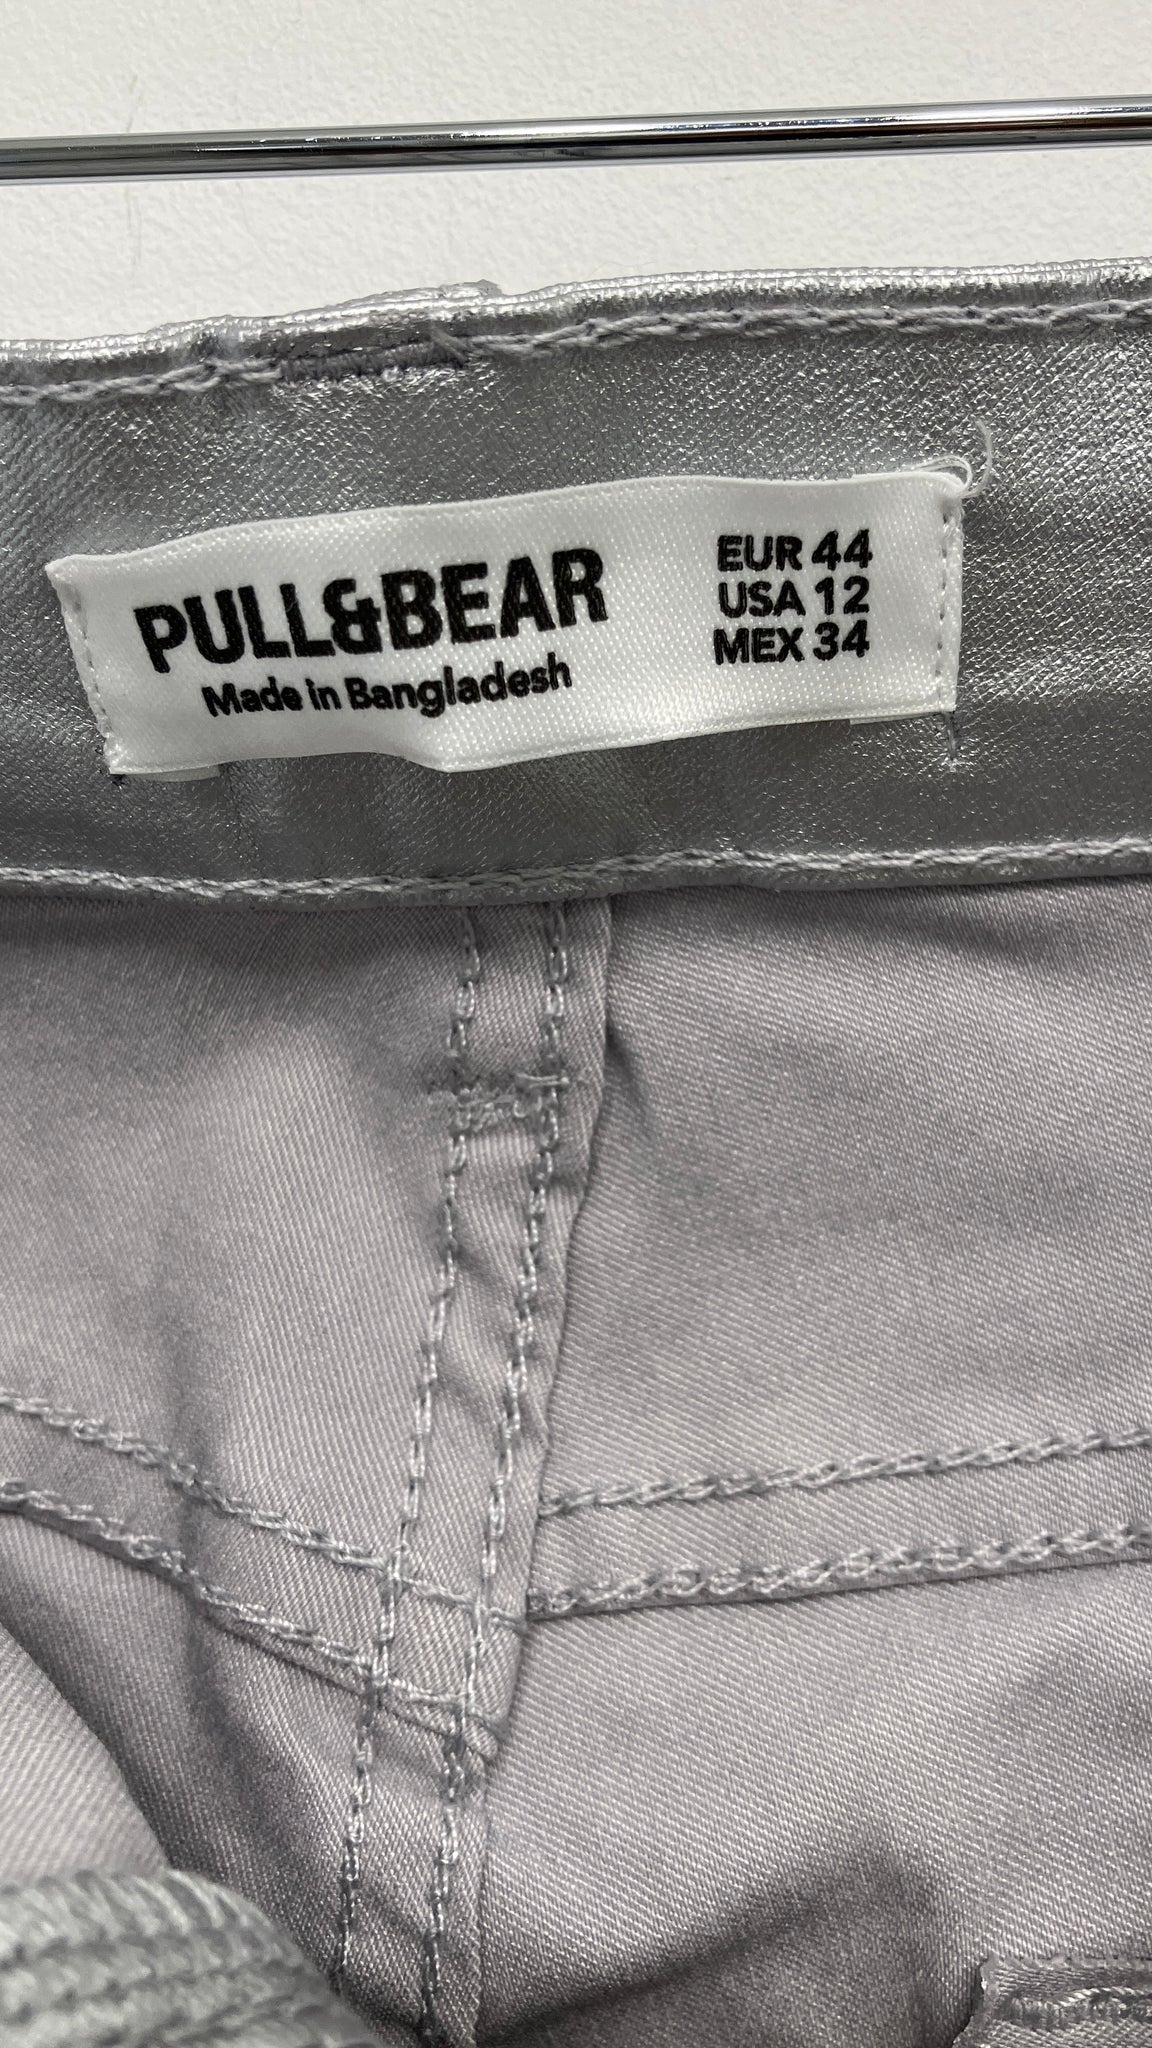 PULL&BEAR
Made in Bangladesh
EUR 44
USA 12
MEX 34